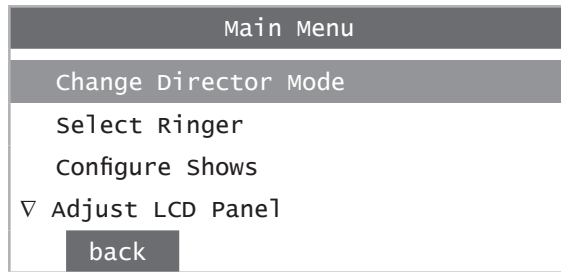 Main Menu
Change Director Mode
Select Ringer
Configure Shows
∇ Adjust LCD Panel
back